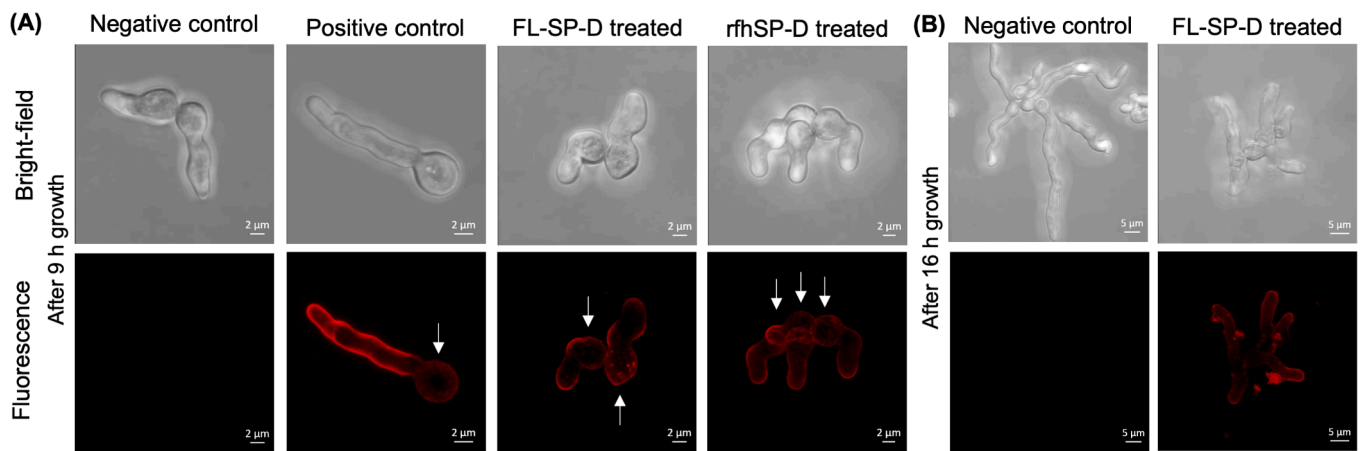 (A)
Negative control
Positive control
FL-SP-D treated
rfhSP-D treated
(B)
Negative control
FL-SP-D treated
Bright-field
Fluorescence
After 9 h growth
After 16 h growth
2 µm
2 µm
2 µm
2 µm
5 µm
5 µm
2 µm
2 µm
2 µm
2 µm
5 µm
5 µm